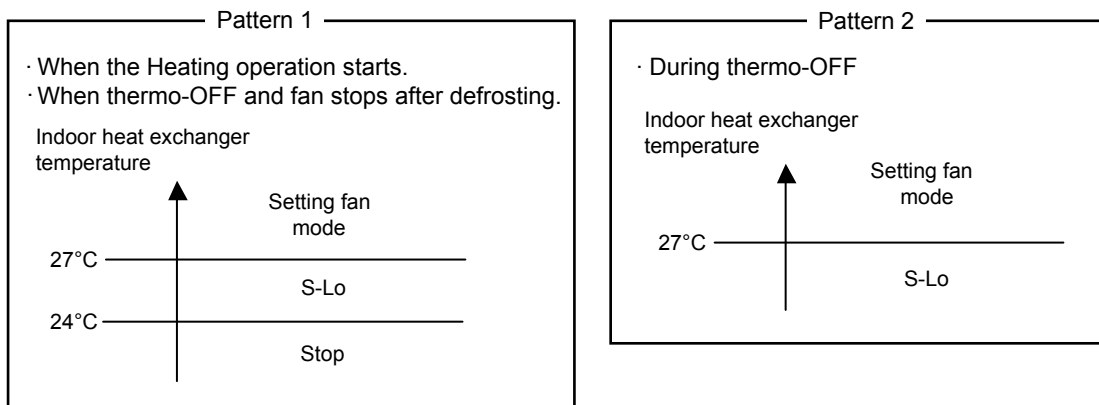 Pattern 1
· When the Heating operation starts.
· When thermo-OFF and fan stops after defrosting.
Indoor heat exchanger
temperature
Setting fan
mode
27°C
S-Lo
24°C
Stop
Pattern 2
· During thermo-OFF
Indoor heat exchanger
temperature
Setting fan
mode
27°C
S-Lo